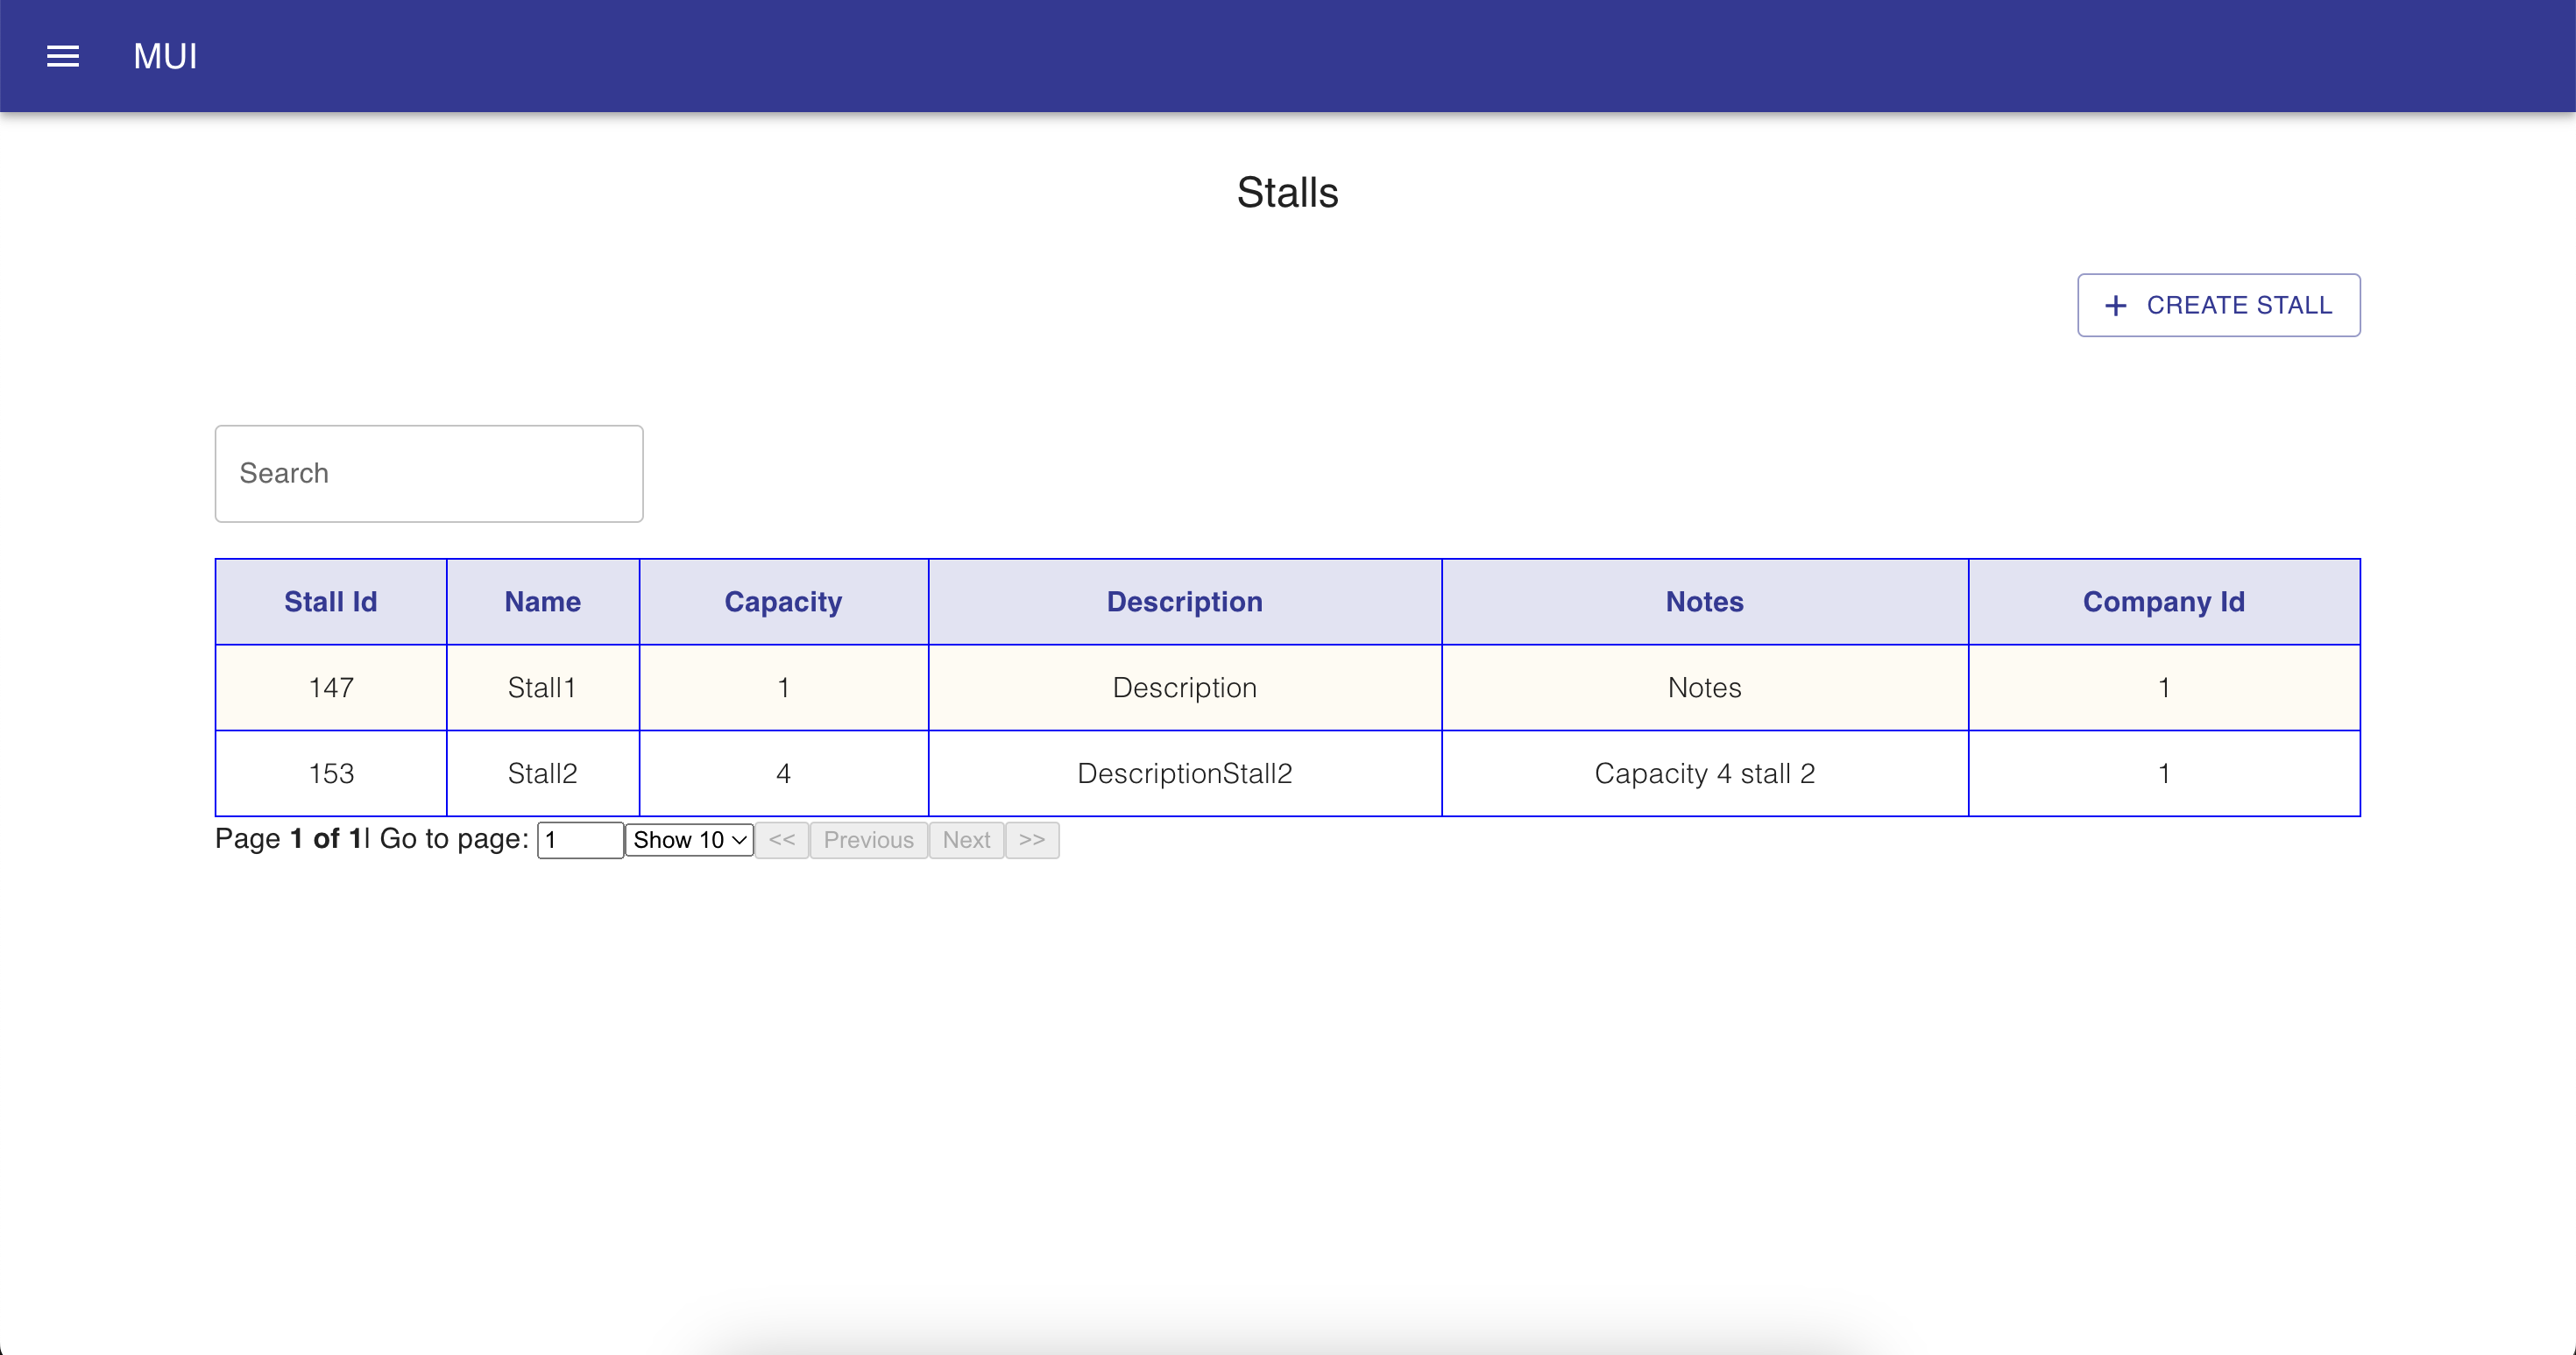 MUI
Stalls
+ CREATE STALL
Search
Stall Id Name Capacity Description Notes Company Id
147 Stall1 1 Description Notes 1
153 Stall2 4 DescriptionStall2 Capacity 4 stall 2 1
Page 1 of 1| Go to page: 1 Show 10 << Previous Next >>